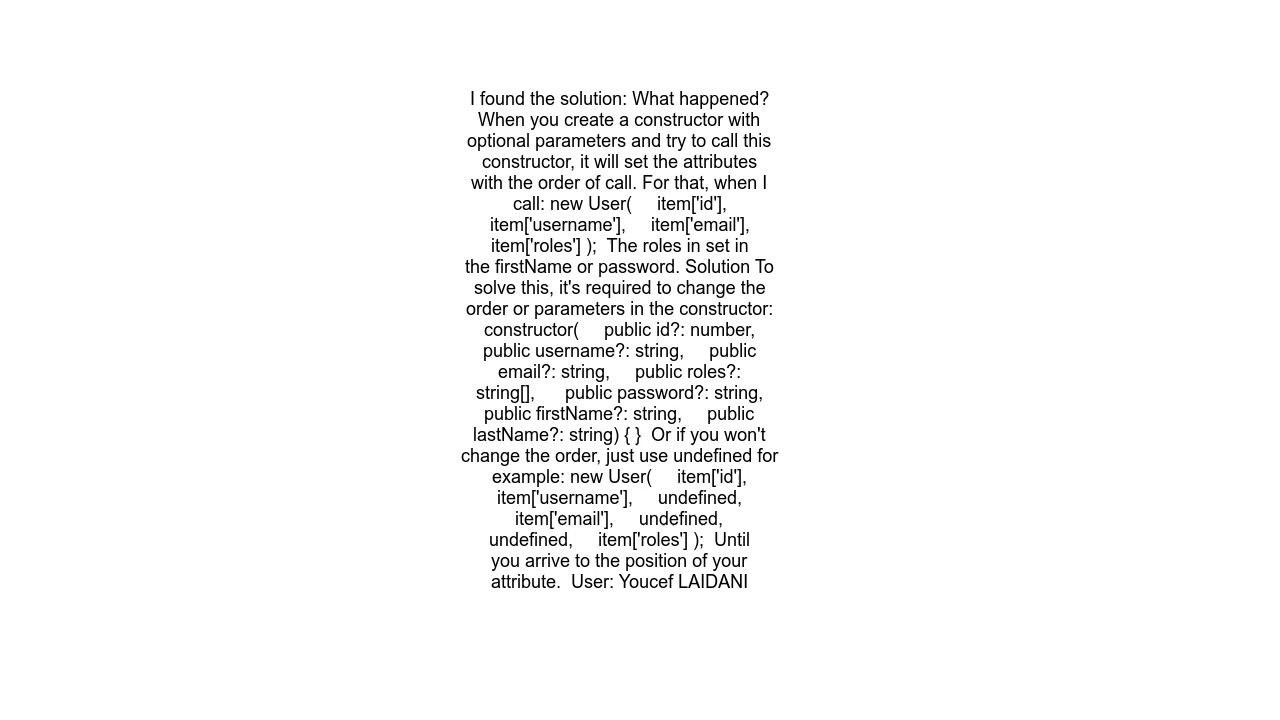 I found the solution: What happened?
When you create a constructor with
optional parameters and try to call this
constructor, it will set the attributes
with the order of call. For that, when I
call: new User(     item['id'],
item['username'],     item['email'],
item['roles'] );  The roles in set in
the firstName or password. Solution To
solve this, it's required to change the
order or parameters in the constructor:
constructor(     public id?: number,
public username?: string,     public
email?: string,     public roles?:
string[],      public password?: string,
public firstName?: string,     public
lastName?: string) { }  Or if you won't
change the order, just use undefined for
example: new User(     item['id'],
item['username'],     undefined,
item['email'],     undefined,
undefined,     item['roles'] );  Until
you arrive to the position of your
attribute.  User: Youcef LAIDANI